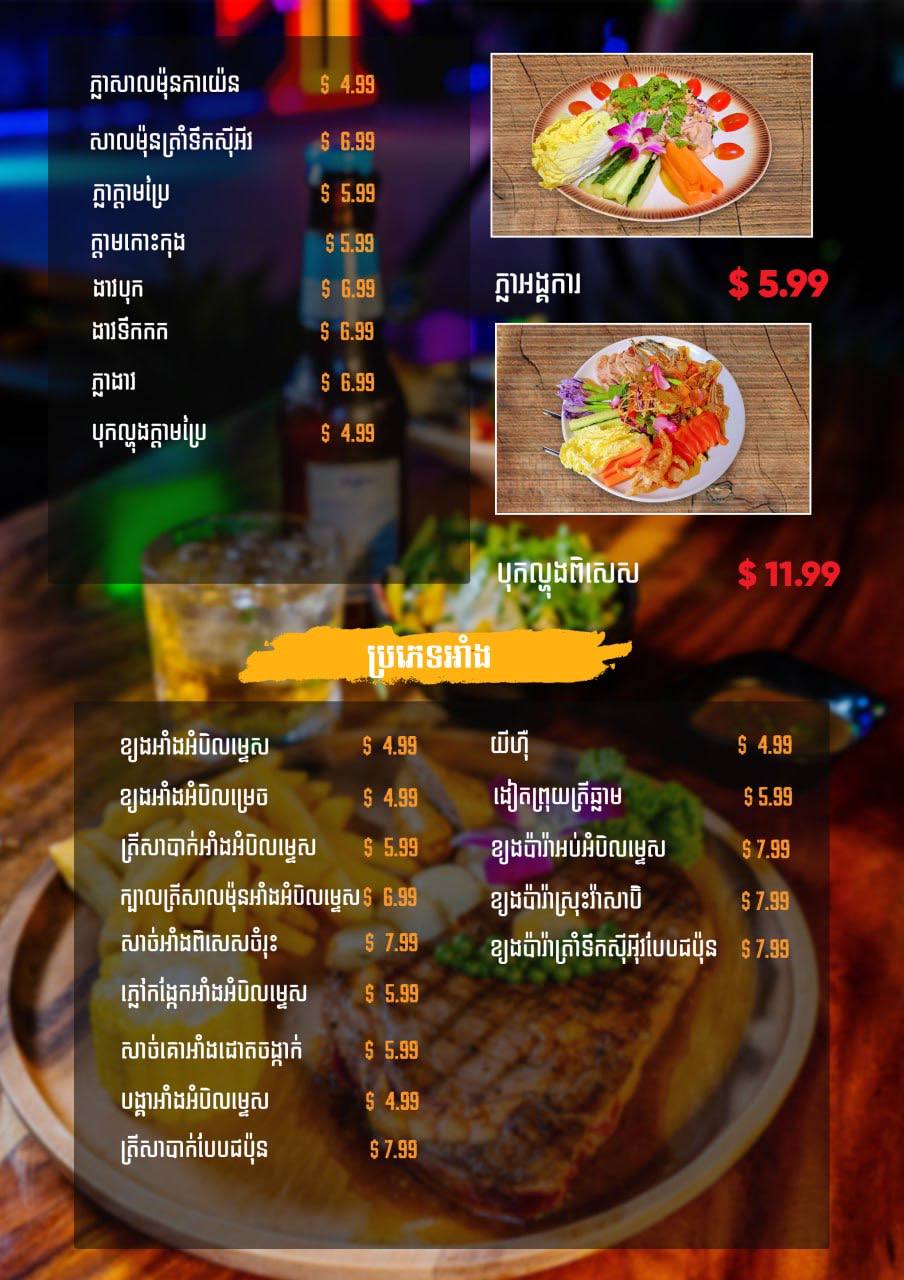 ភ្លាសាលម៉ុនកាយ៉េន $ 4.99
សាលម៉ុនត្រាំទឹកស៊ីអ៊ីវ $ 6.99
ភ្លាក្ដាមប្រៃ $ 5.99
ក្ដាមកោះកុង $ 5.99
ងាវបុក $ 6.99
ងាវទឹកកក $ 6.99
ភ្លាងាវ $ 6.99
បុកល្ហុងក្ដាមប្រៃ $ 4.99
ភ្លាអង្គការ $ 5.99
បុកល្ហុងពិសេស $ 11.99
ប្រភេទអាំង
ខ្យងអាំងអំបិលម្ទេស $ 4.99
ខ្យងអាំងអំបិលម្រេច $ 4.99
ត្រីសាបាក់អាំងអំបិលម្ទេស $ 5.99
ក្បាលត្រីសាលម៉ុនអាំងអំបិលម្ទេស $ 6.99
សាច់អាំងពិសេសចំរុះ $ 7.99
ភ្លៅកង្កែកអាំងអំបិលម្ទេស $ 5.99
សាច់គោអាំងដោតចង្កាក់ $ 5.99
បង្គាអាំងអំបិលម្ទេស $ 4.99
ត្រីសាបាក់បែបជប៉ុន $ 7.99
យីហ៊ឺ $ 4.99
ងៀតព្រុយត្រីឆ្លាម $ 5.99
ខ្យងប៉ារ៉ាអប់អំបិលម្ទេស $ 7.99
ខ្យងប៉ារ៉ាស្រុះវ៉ាសាប៊ិ $ 7.99
ខ្យងប៉ារ៉ាត្រាំទឹកស៊ីអ៊ីវបែបជប៉ុន $ 7.99